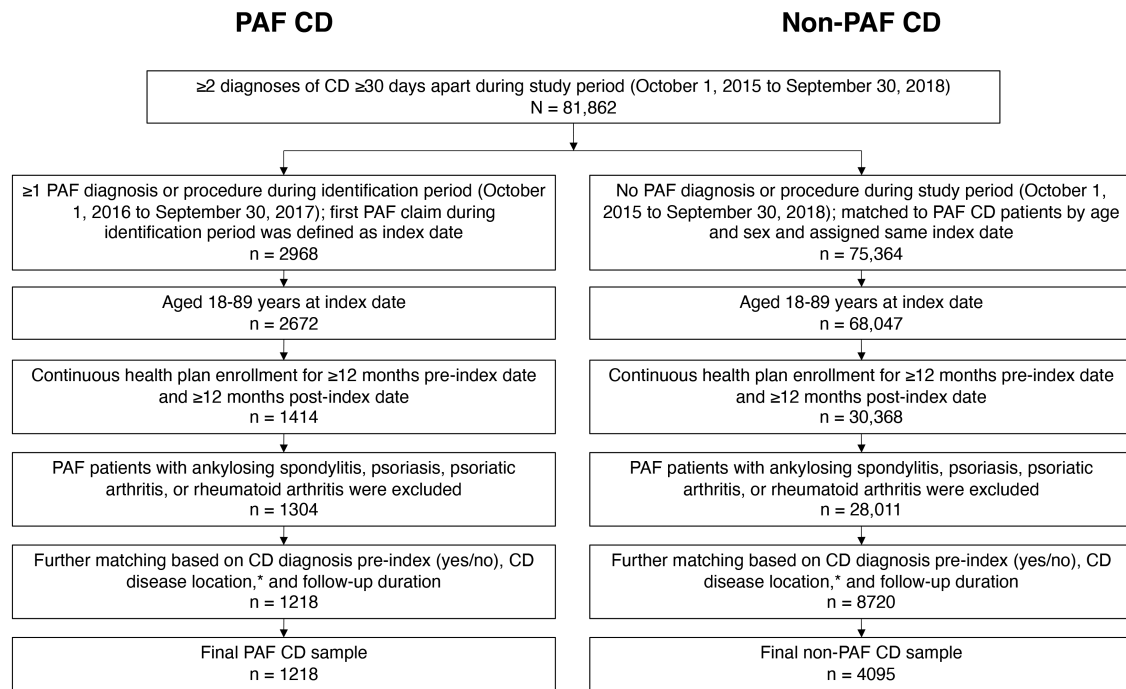 PAF CD
Non-PAF CD
≥2 diagnoses of CD ≥30 days apart during study period (October 1, 2015 to September 30, 2018)
N = 81,862
≥1 PAF diagnosis or procedure during identification period (October
1, 2016 to September 30, 2017); first PAF claim during
identification period was defined as index date
n = 2968
No PAF diagnosis or procedure during study period (October 1,
2015 to September 30, 2018); matched to PAF CD patients by age
and sex and assigned same index date
n = 75,364
Aged 18-89 years at index date
n = 2672
Aged 18-89 years at index date
n = 68,047
Continuous health plan enrollment for ≥12 months pre-index date
and ≥12 months post-index date
n = 1414
Continuous health plan enrollment for ≥12 months pre-index date
and ≥12 months post-index date
n = 30,368
PAF patients with ankylosing spondylitis, psoriasis, psoriatic
arthritis, or rheumatoid arthritis were excluded
n = 1304
PAF patients with ankylosing spondylitis, psoriasis, psoriatic
arthritis, or rheumatoid arthritis were excluded
n = 28,011
Further matching based on CD diagnosis pre-index (yes/no), CD
disease location,* and follow-up duration
n = 1218
Further matching based on CD diagnosis pre-index (yes/no), CD
disease location,* and follow-up duration
n = 8720
Final PAF CD sample
n = 1218
Final non-PAF CD sample
n = 4095